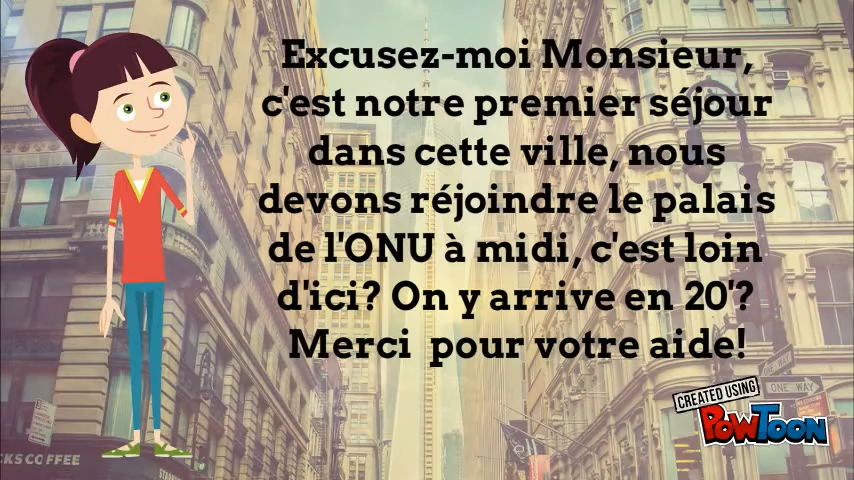 Excusez-moi Monsieur,
c'est notre premier séjour
dans cette ville, nous
devons réjoindre le palais
de l'ONU à midi, c'est loin
d'ici? On y arrive en 20'?
Merci pour votre aide!
CREATED USING
POWTOON
ONE WAY
KS COFFEE